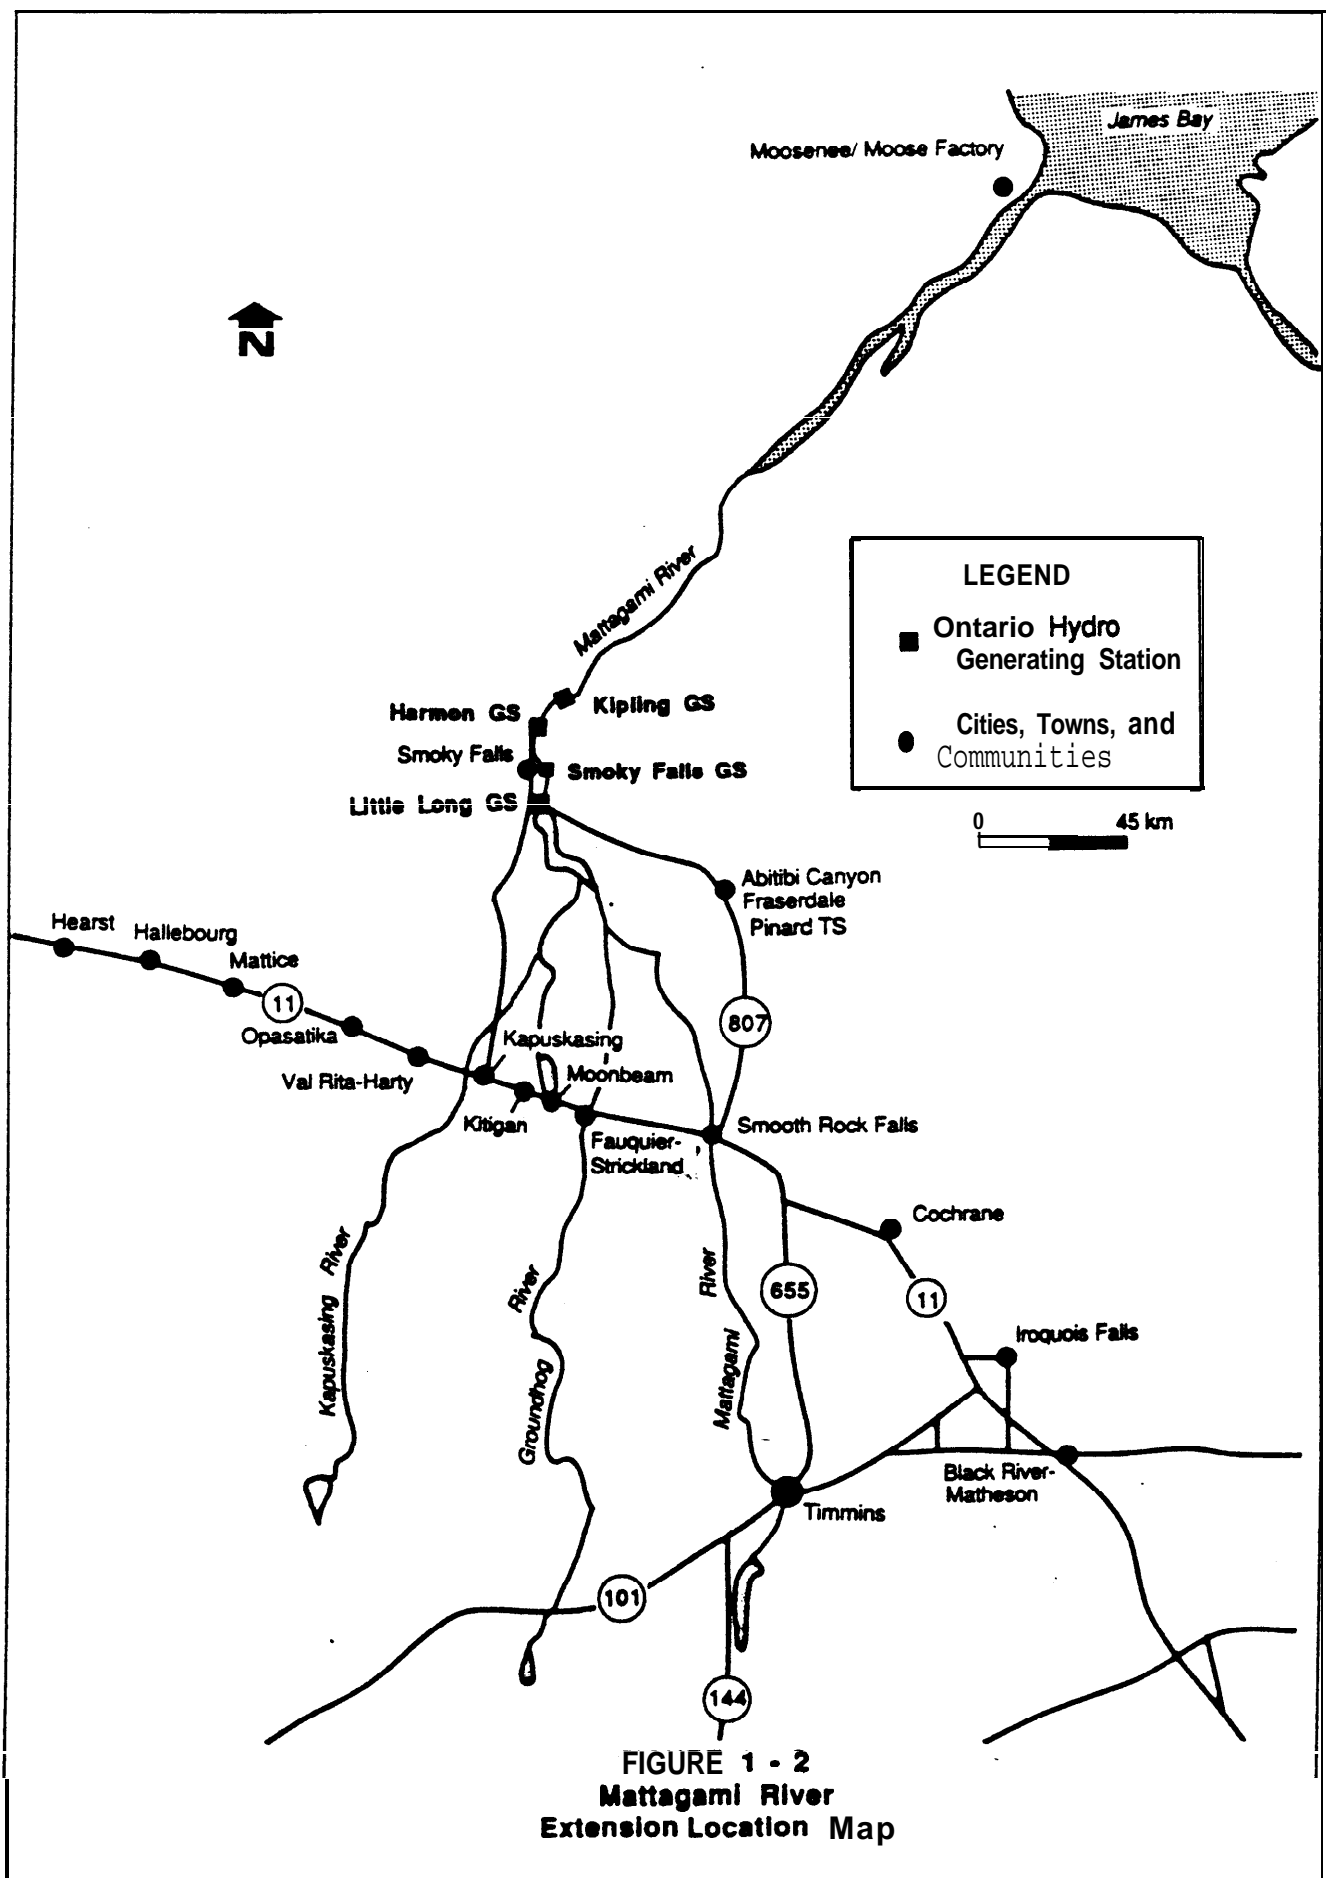 James Bay
Moosenee/ Moose Factory
N
Mattagami River
LEGEND
Ontario Hydro
Generating Station
Cities, Towns, and
Communities
0 45 km
Kipling GS
Harmon GS
Smoky Falls
Smoky Falls GS
Little Long GS
Abitibi Canyon
Fraserdale
Pinard TS
Hearst
Hallebourg
Mattice
11
Opasatika
807
Kapuskasing
Val Rita-Harty
Moonbeam
Kitigan
Fauquier-
Strickland
Smooth Rock Falls
Cochrane
Kapuskasing River
Groundhog River
Mattagami River
655
11
Iroquois Falls
Black River-
Matheson
Timmins
101
144
FIGURE 1 - 2
Mattagami River
Extension Location Map